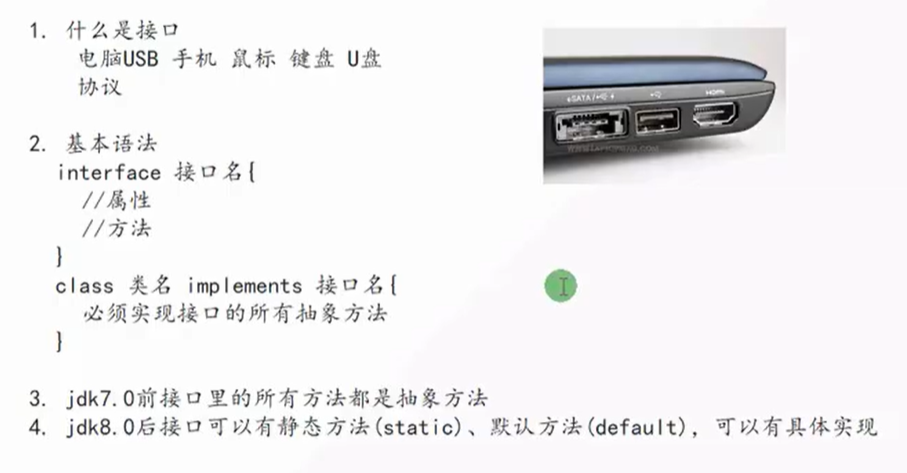 1. 什么是接口
电脑USB 手机 鼠标 键盘 U盘
协议
2. 基本语法
interface 接口名{
//属性
//方法
}
class 类名 implements 接口名{
必须实现接口的所有抽象方法
}
3. jdk7.0前接口里的所有方法都是抽象方法
4. jdk8.0后接口可以有静态方法(static)、默认方法(default), 可以有具体实现
HDMI